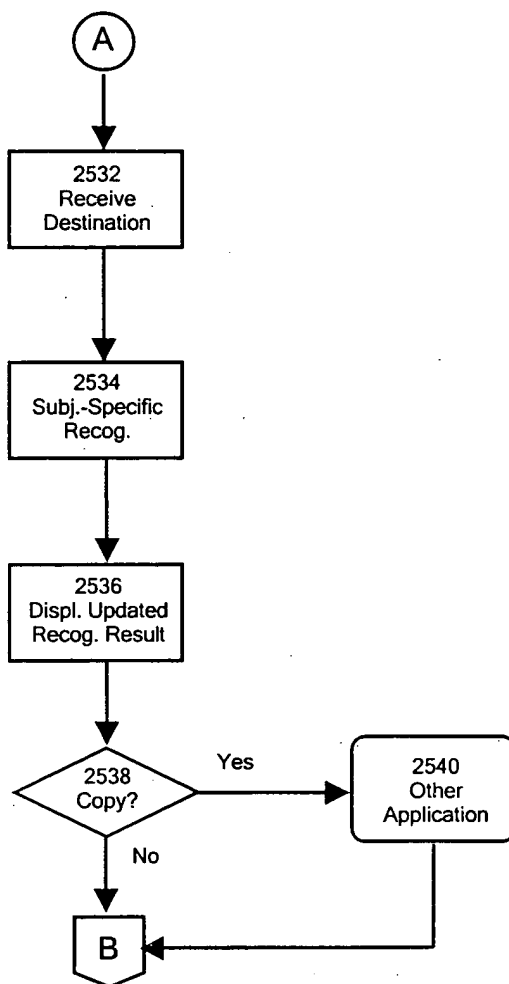 A
2532
Receive
Destination
2534
Subj.-Specific
Recog.
2536
Displ. Updated
Recog. Result
2538
Copy?
Yes
2540
Other
Application
No
B